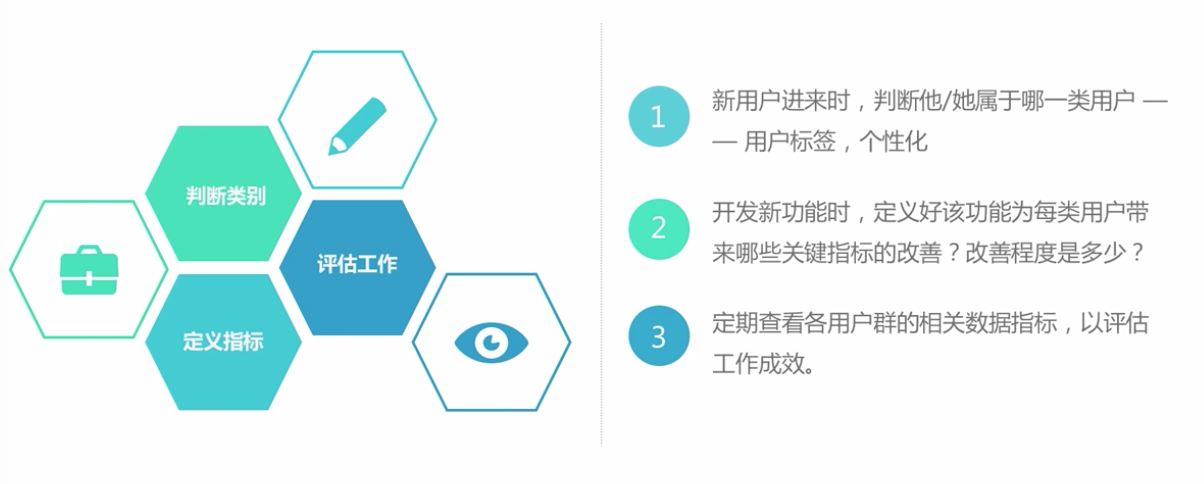 判断类别
评估工作
定义指标
1
新用户进来时，判断他/她属于哪一类用户 —
— 用户标签，个性化
2
开发新功能时，定义好该功能为每类用户带
来哪些关键指标的改善？改善程度是多少？
3
定期查看各用户群的相关数据指标，以评估
工作成效。